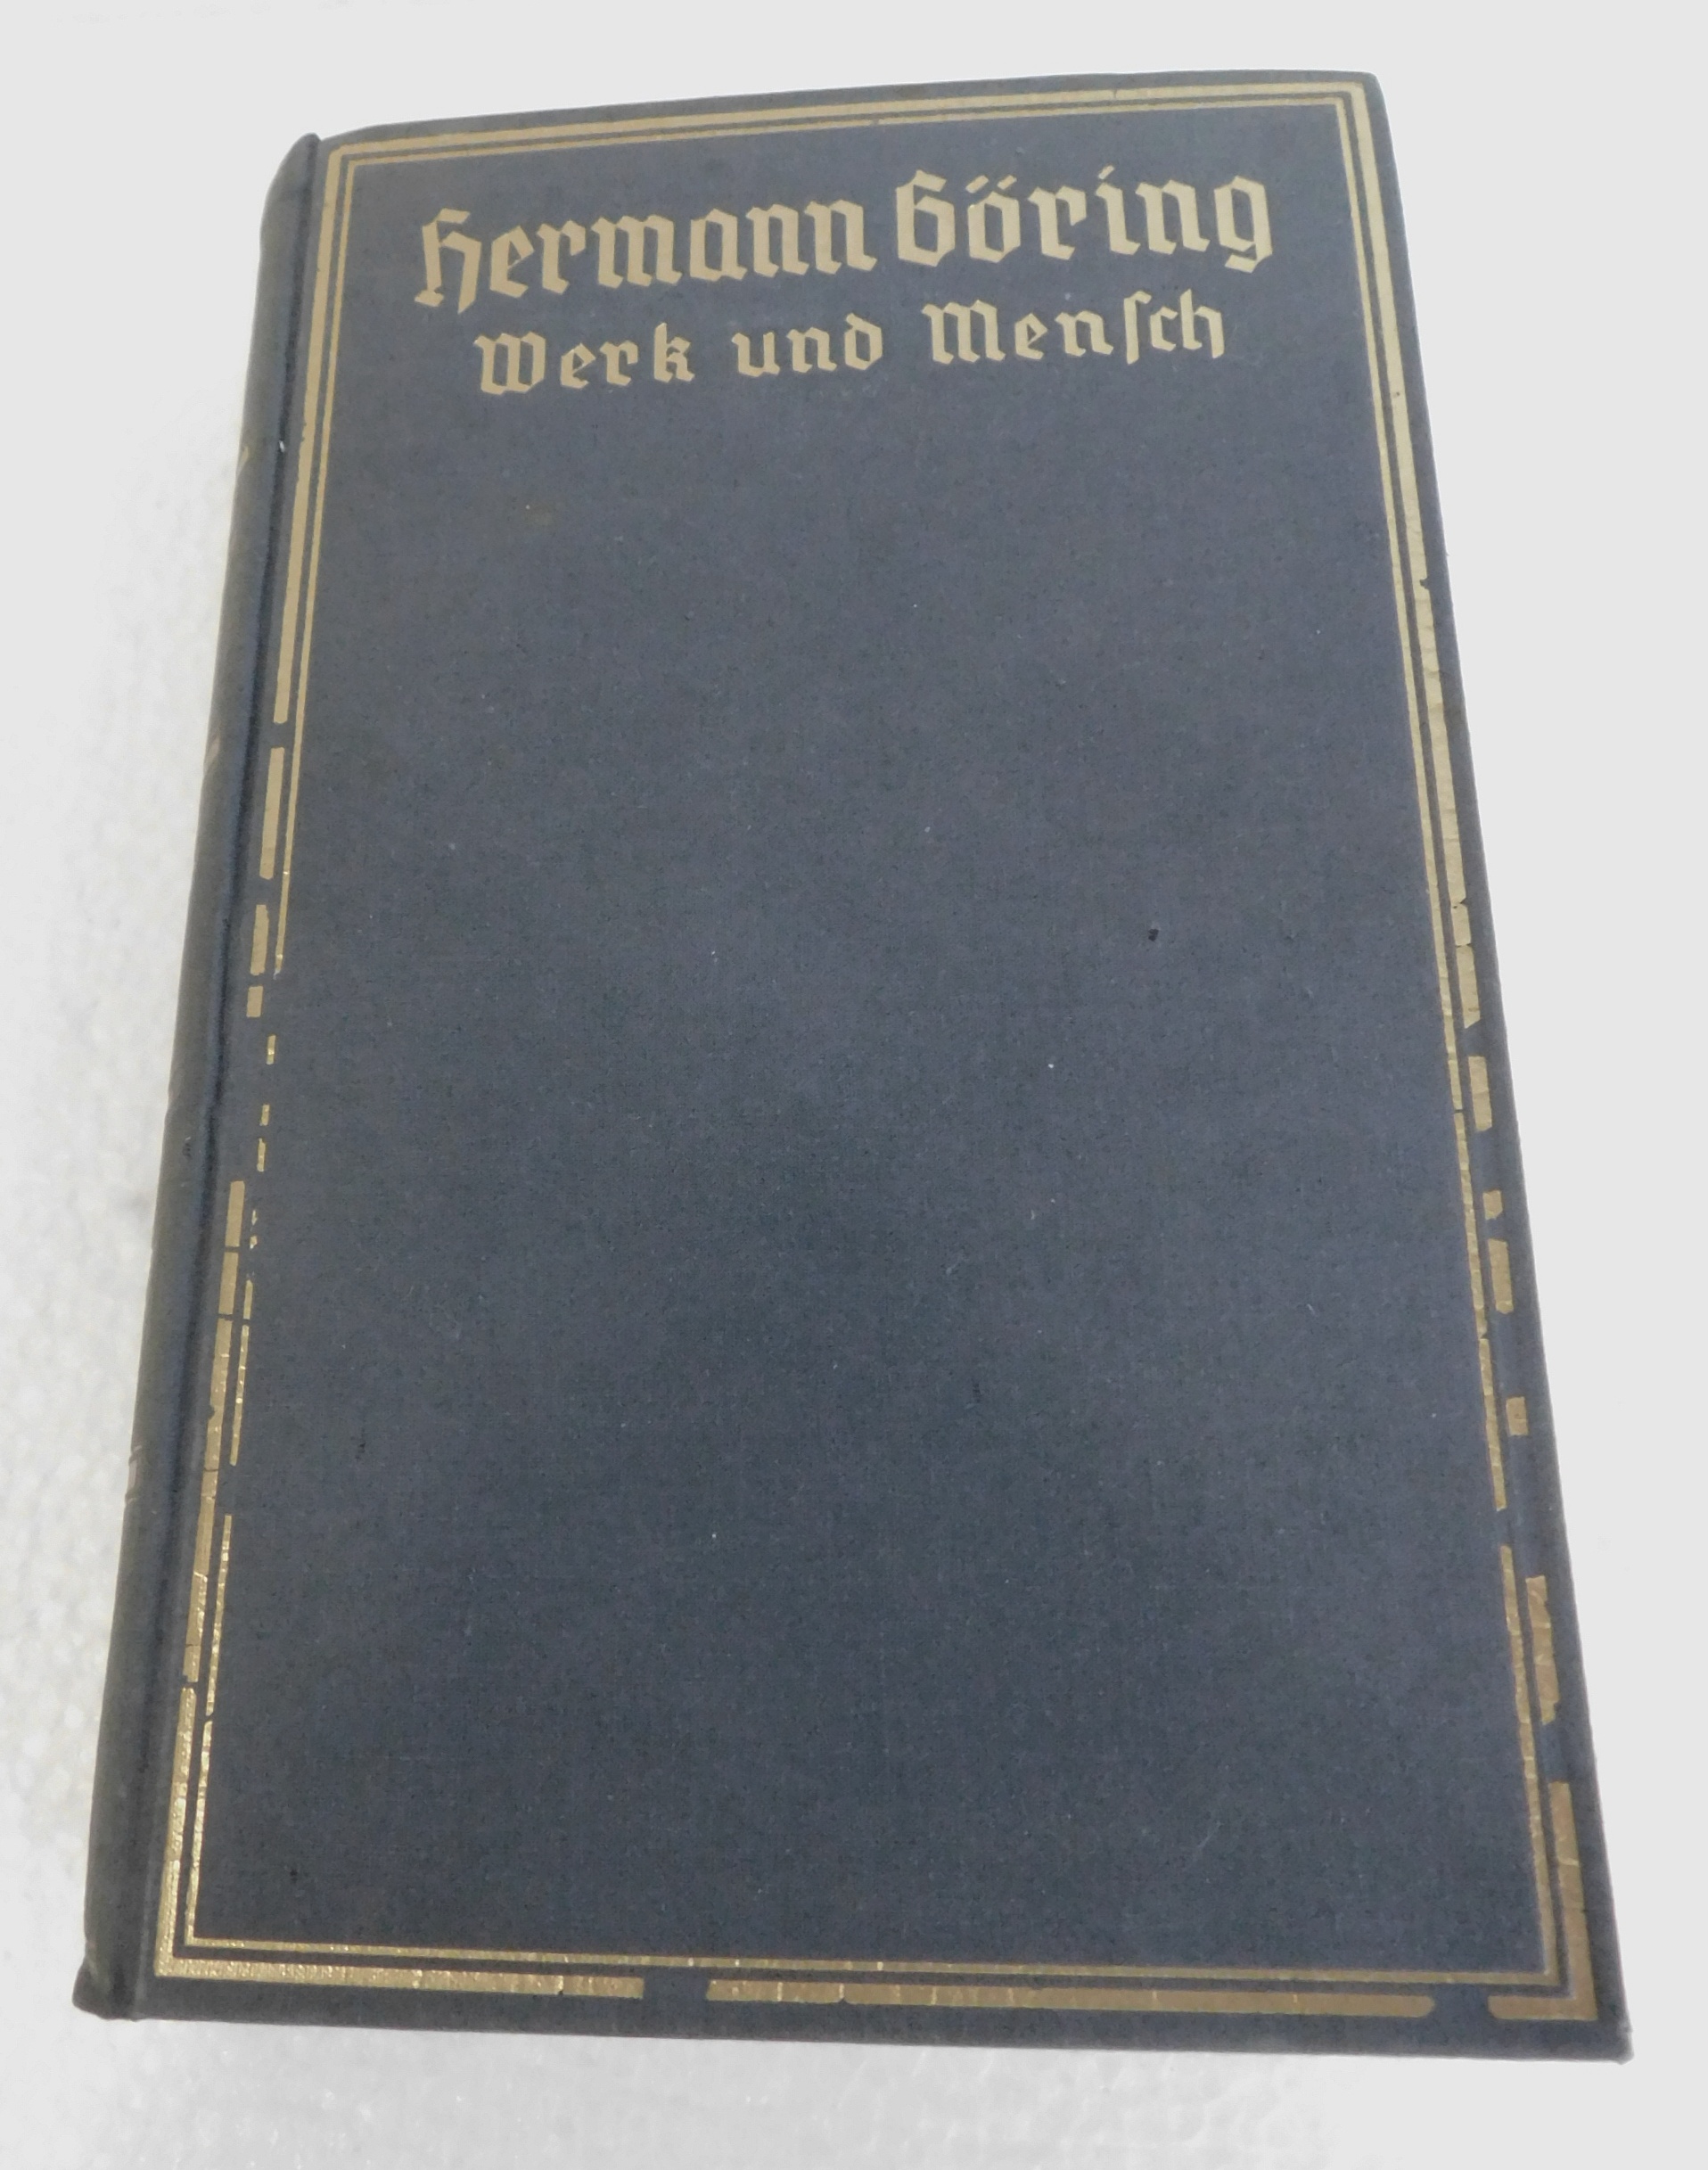 Hermann Göring
Werk und Menſch